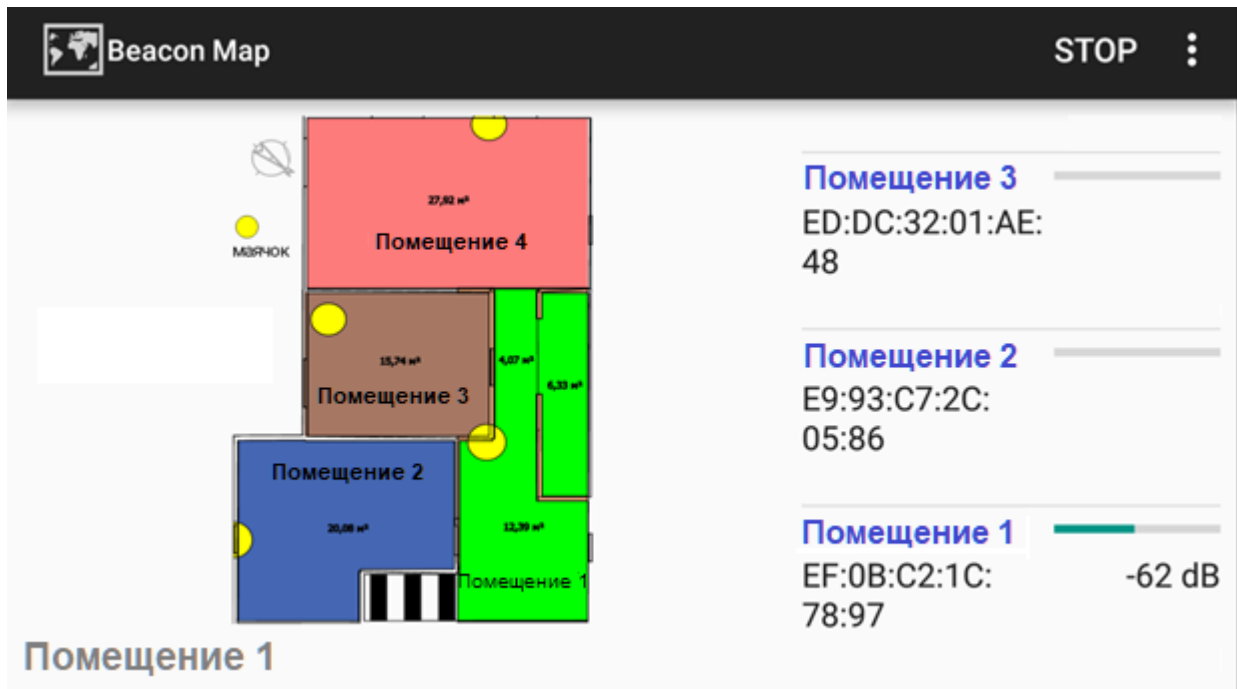 Beacon Map
STOP
маячок
27,92 м²
Помещение 4
15,74 м²
4,07 м²
6,33 м²
Помещение 3
Помещение 2
20,08 м²
12,39 м²
Помещение 1
Помещение 1
Помещение 3
ED:DC:32:01:AE:
48
Помещение 2
E9:93:C7:2C:
05:86
Помещение 1
EF:0B:C2:1C:
-62 dB
78:97